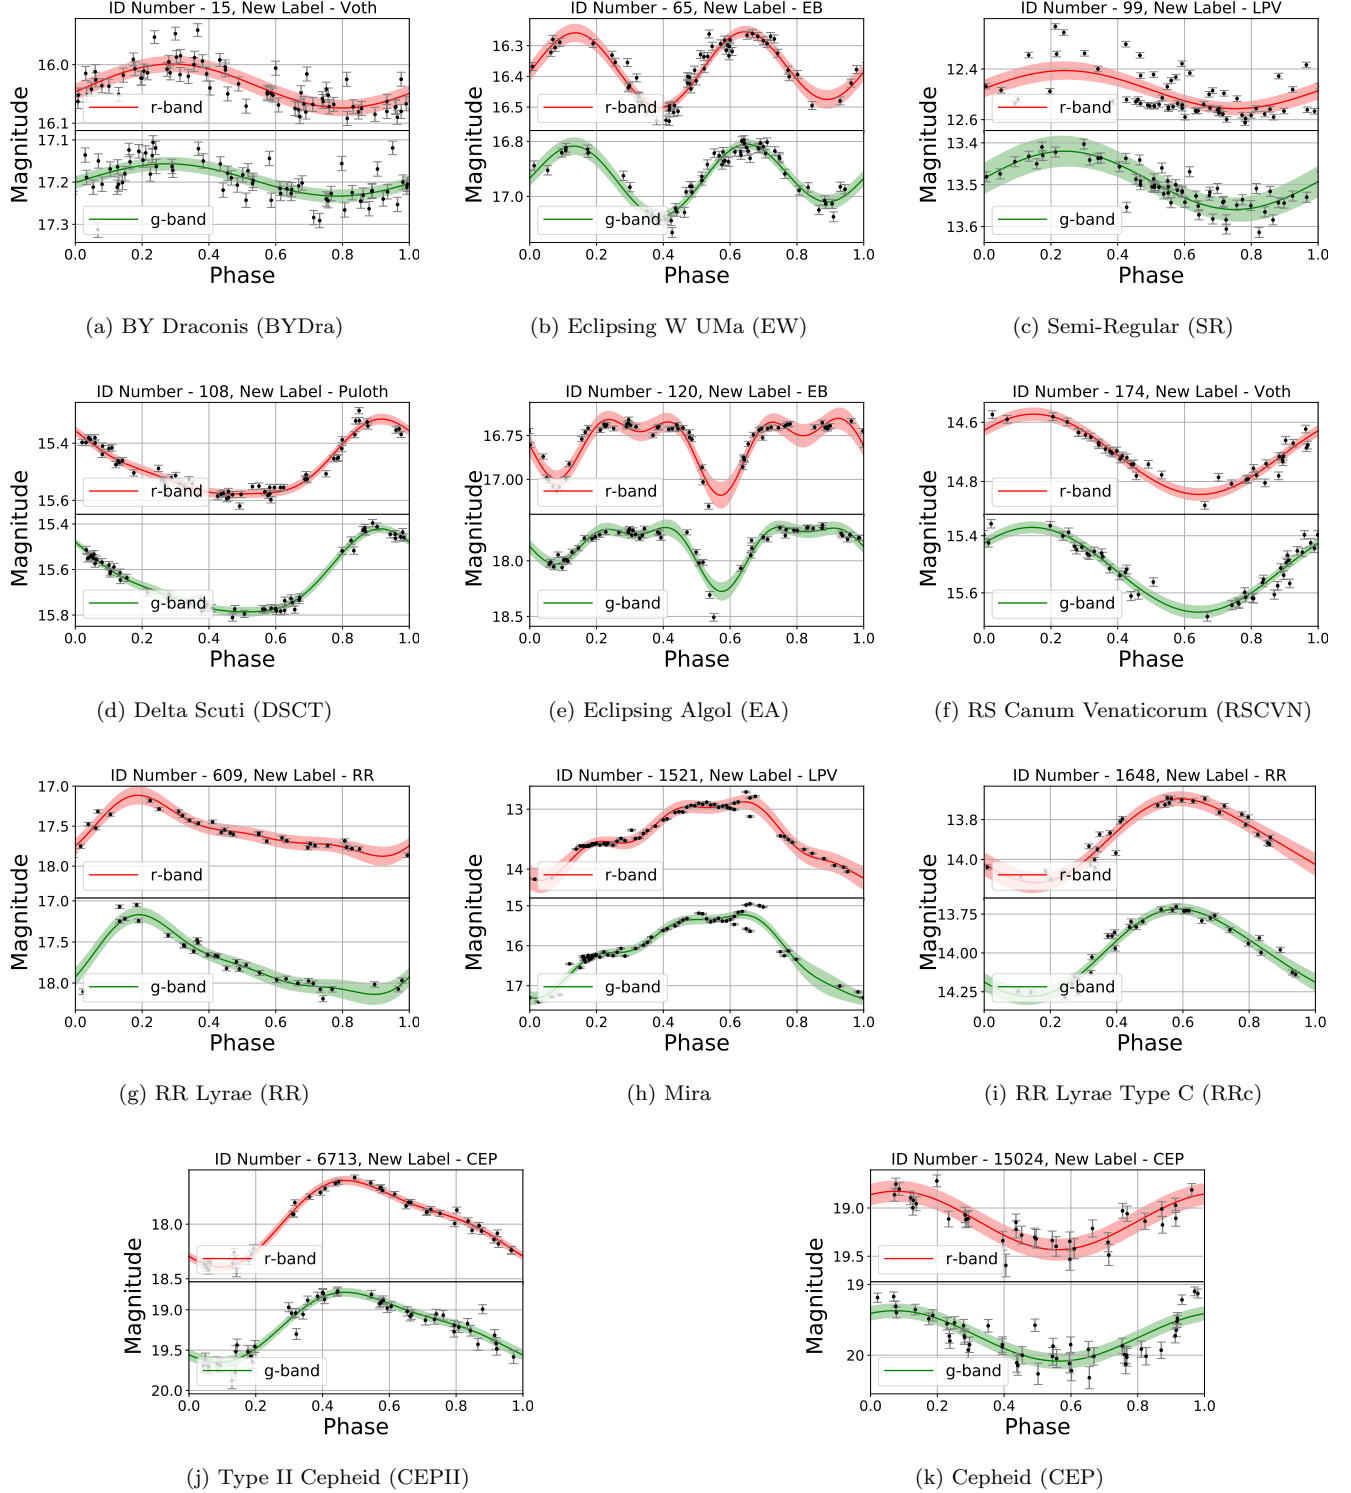 ID Number - 15, New Label - Voth
Magnitude
16.0
16.1
r-band
17.1
17.2
17.3
g-band
0.0 0.2 0.4 0.6 0.8 1.0
Phase
(a) BY Draconis (BYDra)
ID Number - 65, New Label - EB
Magnitude
16.3
16.4
16.5
r-band
16.8
17.0
g-band
0.0 0.2 0.4 0.6 0.8 1.0
Phase
(b) Eclipsing W UMa (EW)
ID Number - 99, New Label - LPV
Magnitude
12.4
12.6
r-band
13.4
13.5
13.6
g-band
0.0 0.2 0.4 0.6 0.8 1.0
Phase
(c) Semi-Regular (SR)
ID Number - 108, New Label - Puloth
Magnitude
15.4
15.6
r-band
15.4
15.6
15.8
g-band
0.0 0.2 0.4 0.6 0.8 1.0
Phase
(d) Delta Scuti (DSCT)
ID Number - 120, New Label - EB
Magnitude
16.75
17.00
r-band
18.0
18.5
g-band
0.0 0.2 0.4 0.6 0.8 1.0
Phase
(e) Eclipsing Algol (EA)
ID Number - 174, New Label - Voth
Magnitude
14.6
14.8
r-band
15.4
15.6
g-band
0.0 0.2 0.4 0.6 0.8 1.0
Phase
(f) RS Canum Venaticorum (RSCVN)
ID Number - 609, New Label - RR
Magnitude
17.0
17.5
18.0
r-band
17.0
17.5
18.0
g-band
0.0 0.2 0.4 0.6 0.8 1.0
Phase
(g) RR Lyrae (RR)
ID Number - 1521, New Label - LPV
Magnitude
13
14
r-band
15
16
17
g-band
0.0 0.2 0.4 0.6 0.8 1.0
Phase
(h) Mira
ID Number - 1648, New Label - RR
Magnitude
13.8
14.0
r-band
13.75
14.00
14.25
g-band
0.0 0.2 0.4 0.6 0.8 1.0
Phase
(i) RR Lyrae Type C (RRc)
ID Number - 6713, New Label - CEP
Magnitude
18.0
18.5
r-band
19.0
19.5
20.0
g-band
0.0 0.2 0.4 0.6 0.8 1.0
Phase
(j) Type II Cepheid (CEPII)
ID Number - 15024, New Label - CEP
Magnitude
19.0
19.5
r-band
19
20
g-band
0.0 0.2 0.4 0.6 0.8 1.0
Phase
(k) Cepheid (CEP)